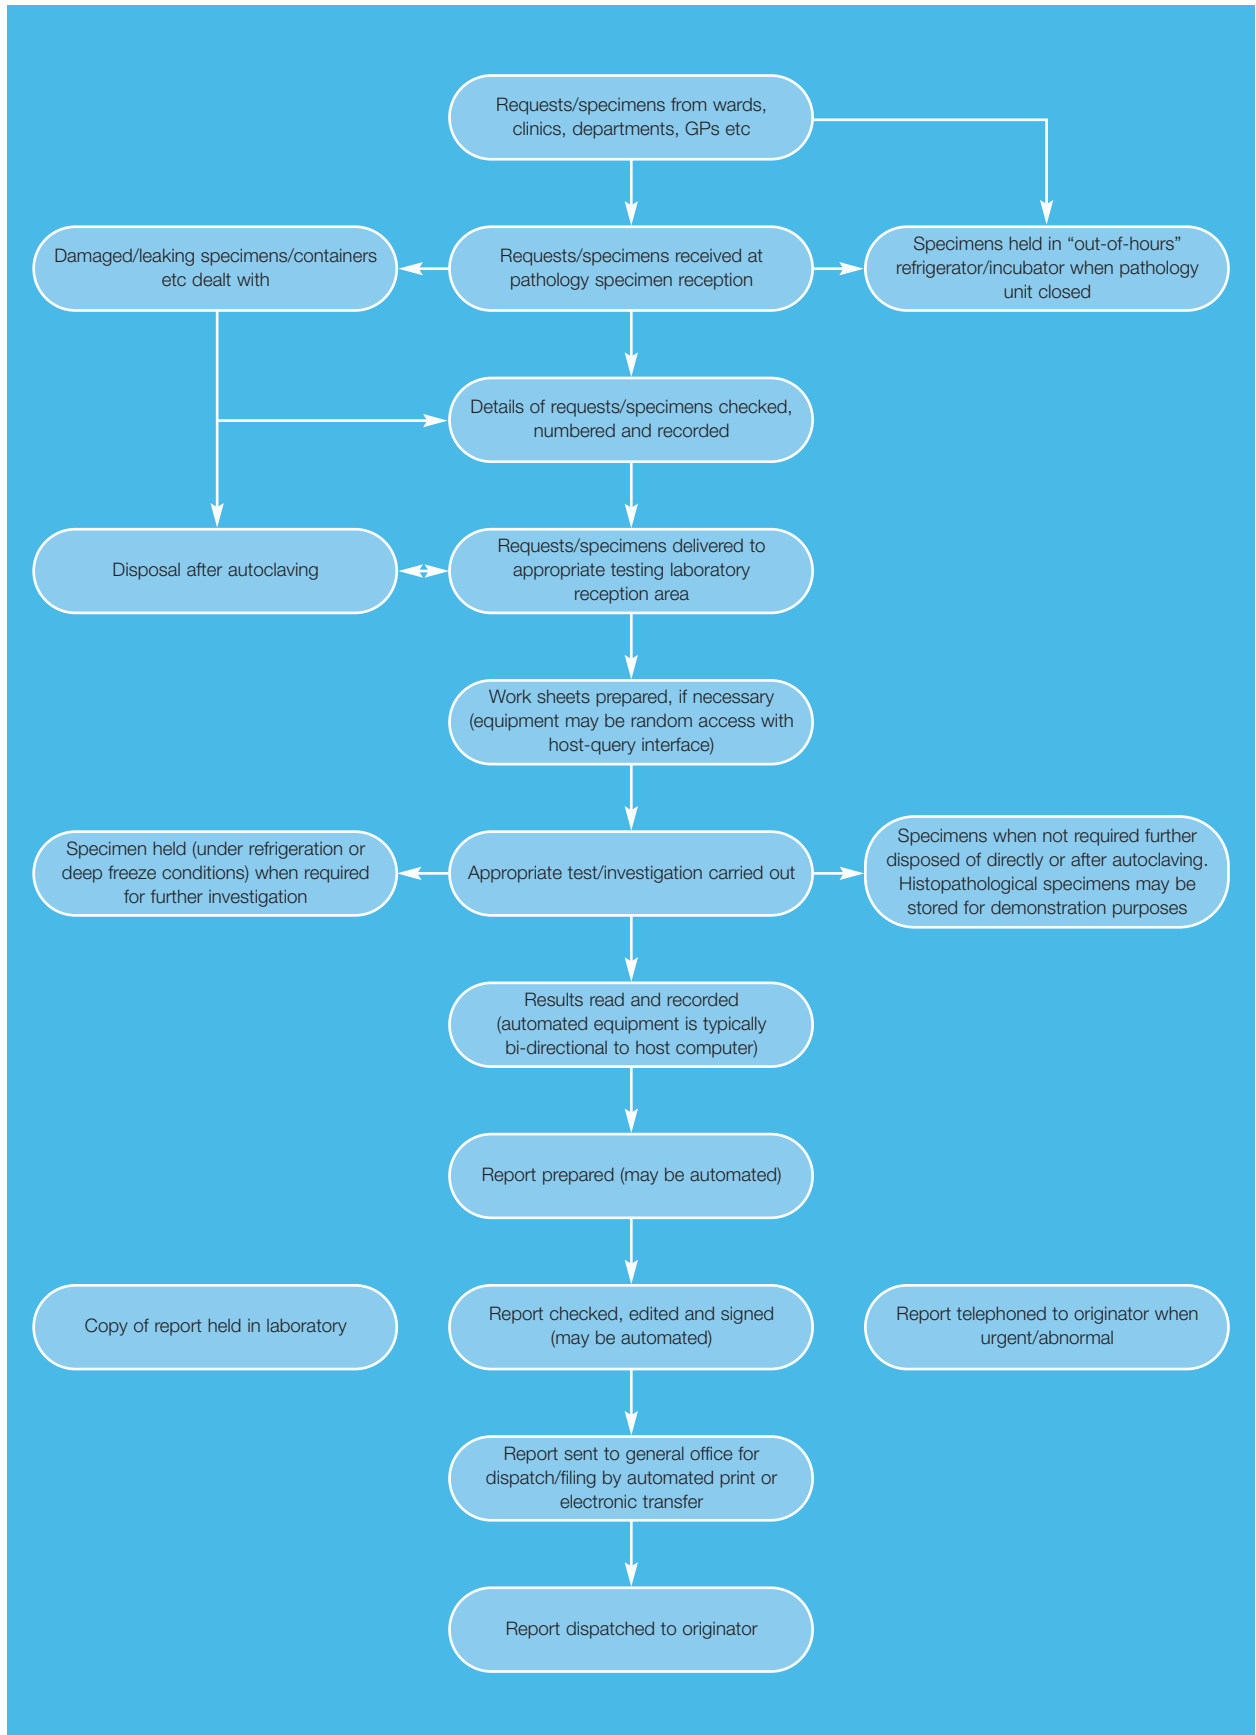 Requests/specimens from wards,
clinics, departments, GPs etc
Damaged/leaking specimens/containers
etc dealt with
Requests/specimens received at
pathology specimen reception
Specimens held in “out-of-hours”
refrigerator/incubator when pathology
unit closed
Details of requests/specimens checked,
numbered and recorded
Disposal after autoclaving
Requests/specimens delivered to
appropriate testing laboratory
reception area
Work sheets prepared, if necessary
(equipment may be random access with
host-query interface)
Specimen held (under refrigeration or
deep freeze conditions) when required
for further investigation
Appropriate test/investigation carried out
Specimens when not required further
disposed of directly or after autoclaving.
Histopathological specimens may be
stored for demonstration purposes
Results read and recorded
(automated equipment is typically
bi-directional to host computer)
Report prepared (may be automated)
Copy of report held in laboratory
Report checked, edited and signed
(may be automated)
Report telephoned to originator when
urgent/abnormal
Report sent to general office for
dispatch/filing by automated print or
electronic transfer
Report dispatched to originator